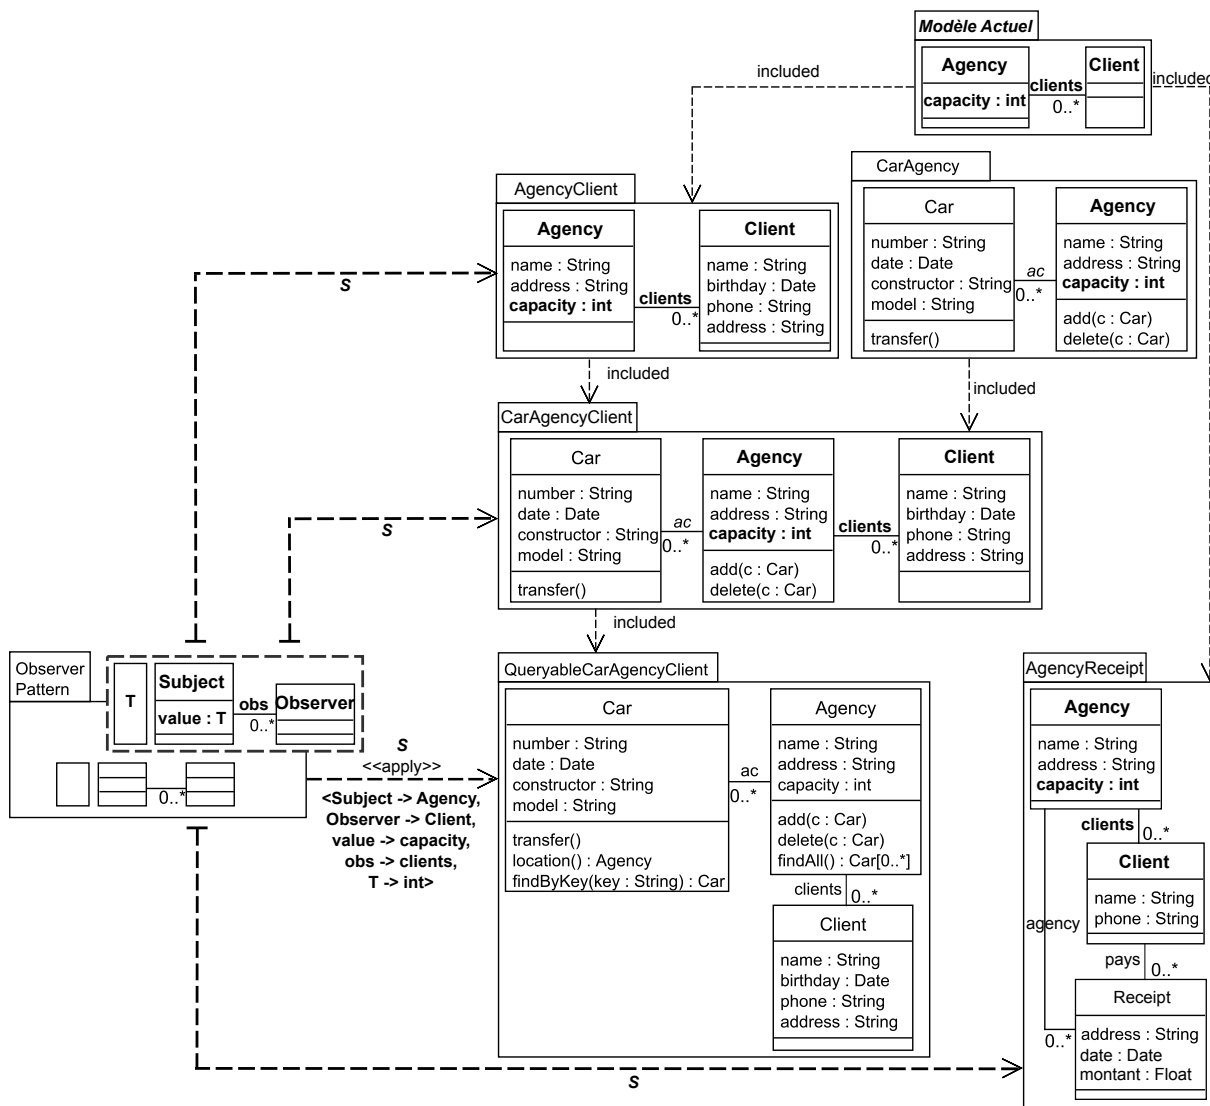 Modèle Actuel
Agency
capacity : int
clients
0..*
Client
included
included
AgencyClient
Agency
name : String
address : String
capacity : int
clients
0..*
Client
name : String
birthday : Date
phone : String
address : String
CarAgency
Car
number : String
date : Date
constructor : String
model : String
transfer()
ac
0..*
Agency
name : String
address : String
capacity : int
add(c : Car)
delete(c : Car)
S
included
included
CarAgencyClient
Car
number : String
date : Date
constructor : String
model : String
transfer()
ac
0..*
Agency
name : String
address : String
capacity : int
add(c : Car)
delete(c : Car)
clients
0..*
Client
name : String
birthday : Date
phone : String
address : String
S
included
Observer
Pattern
T
Subject
value : T
obs
0..*
Observer
0..*
S
<<apply>>
<Subject -> Agency,
Observer -> Client,
value -> capacity,
obs -> clients,
T -> int>
QueryableCarAgencyClient
Car
number : String
date : Date
constructor : String
model : String
transfer()
location() : Agency
findByKey(key : String) : Car
ac
0..*
Agency
name : String
address : String
capacity : int
add(c : Car)
delete(c : Car)
findAll() : Car[0..*]
clients
0..*
Client
name : String
birthday : Date
phone : String
address : String
AgencyReceipt
Agency
name : String
address : String
capacity : int
clients
0..*
Client
name : String
phone : String
agency
pays
0..*
Receipt
address : String
date : Date
montant : Float
0..*
S